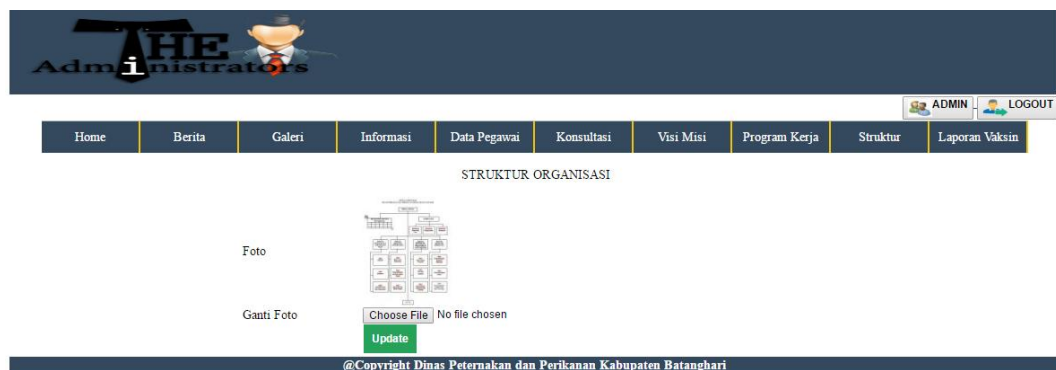 THE
Administrators
ADMIN LOGOUT
Home Berita Galeri Informasi Data Pegawai Konsultasi Visi Misi Program Kerja Struktur Laporan Vaksin
STRUKTUR ORGANISASI
Foto
Ganti Foto Choose File No file chosen
Update
@Copyright Dinas Peternakan dan Perikanan Kabupaten Batanghari